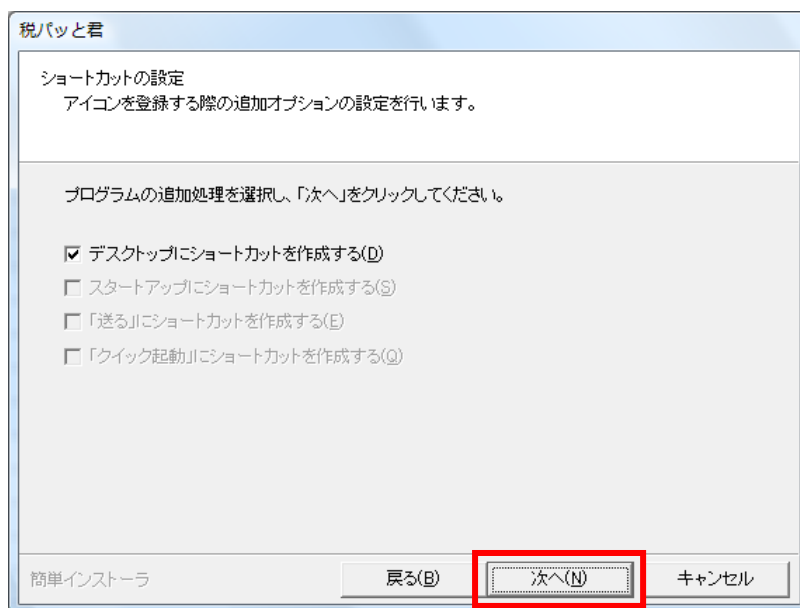 税パッと君
ショートカットの設定
アイコンを登録する際の追加オプションの設定を行います。
プログラムの追加処理を選択し、「次へ」をクリックしてください。
デスクトップにショートカットを作成する(D)
スタートアップにショートカットを作成する(S)
「送る」にショートカットを作成する(E)
「クイック起動」にショートカットを作成する(Q)
簡単インストーラ
戻る(B)
次へ(N)
キャンセル